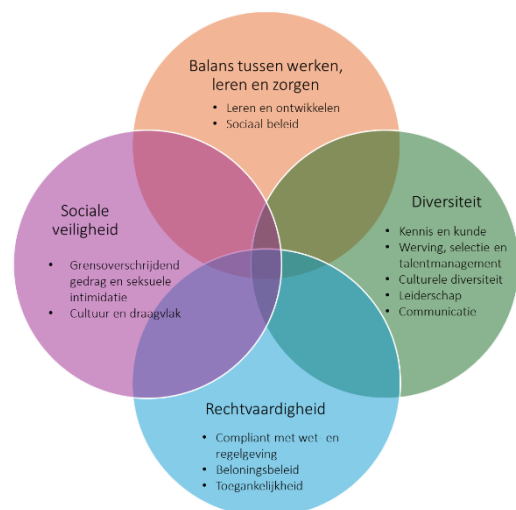 Balans tussen werken,
leren en zorgen
• Leren en ontwikkelen
• Sociaal beleid
Sociale
veiligheid
• Grensoverschrijdend
gedrag en seksuele
intimidatie
• Cultuur en draagvlak
Diversiteit
• Kennis en kunde
• Werving, selectie en
talentmanagement
• Culturele diversiteit
• Leiderschap
• Communicatie
Rechtvaardigheid
• Compliant met wet- en
regelgeving
• Beloningsbeleid
• Toegankelijkheid